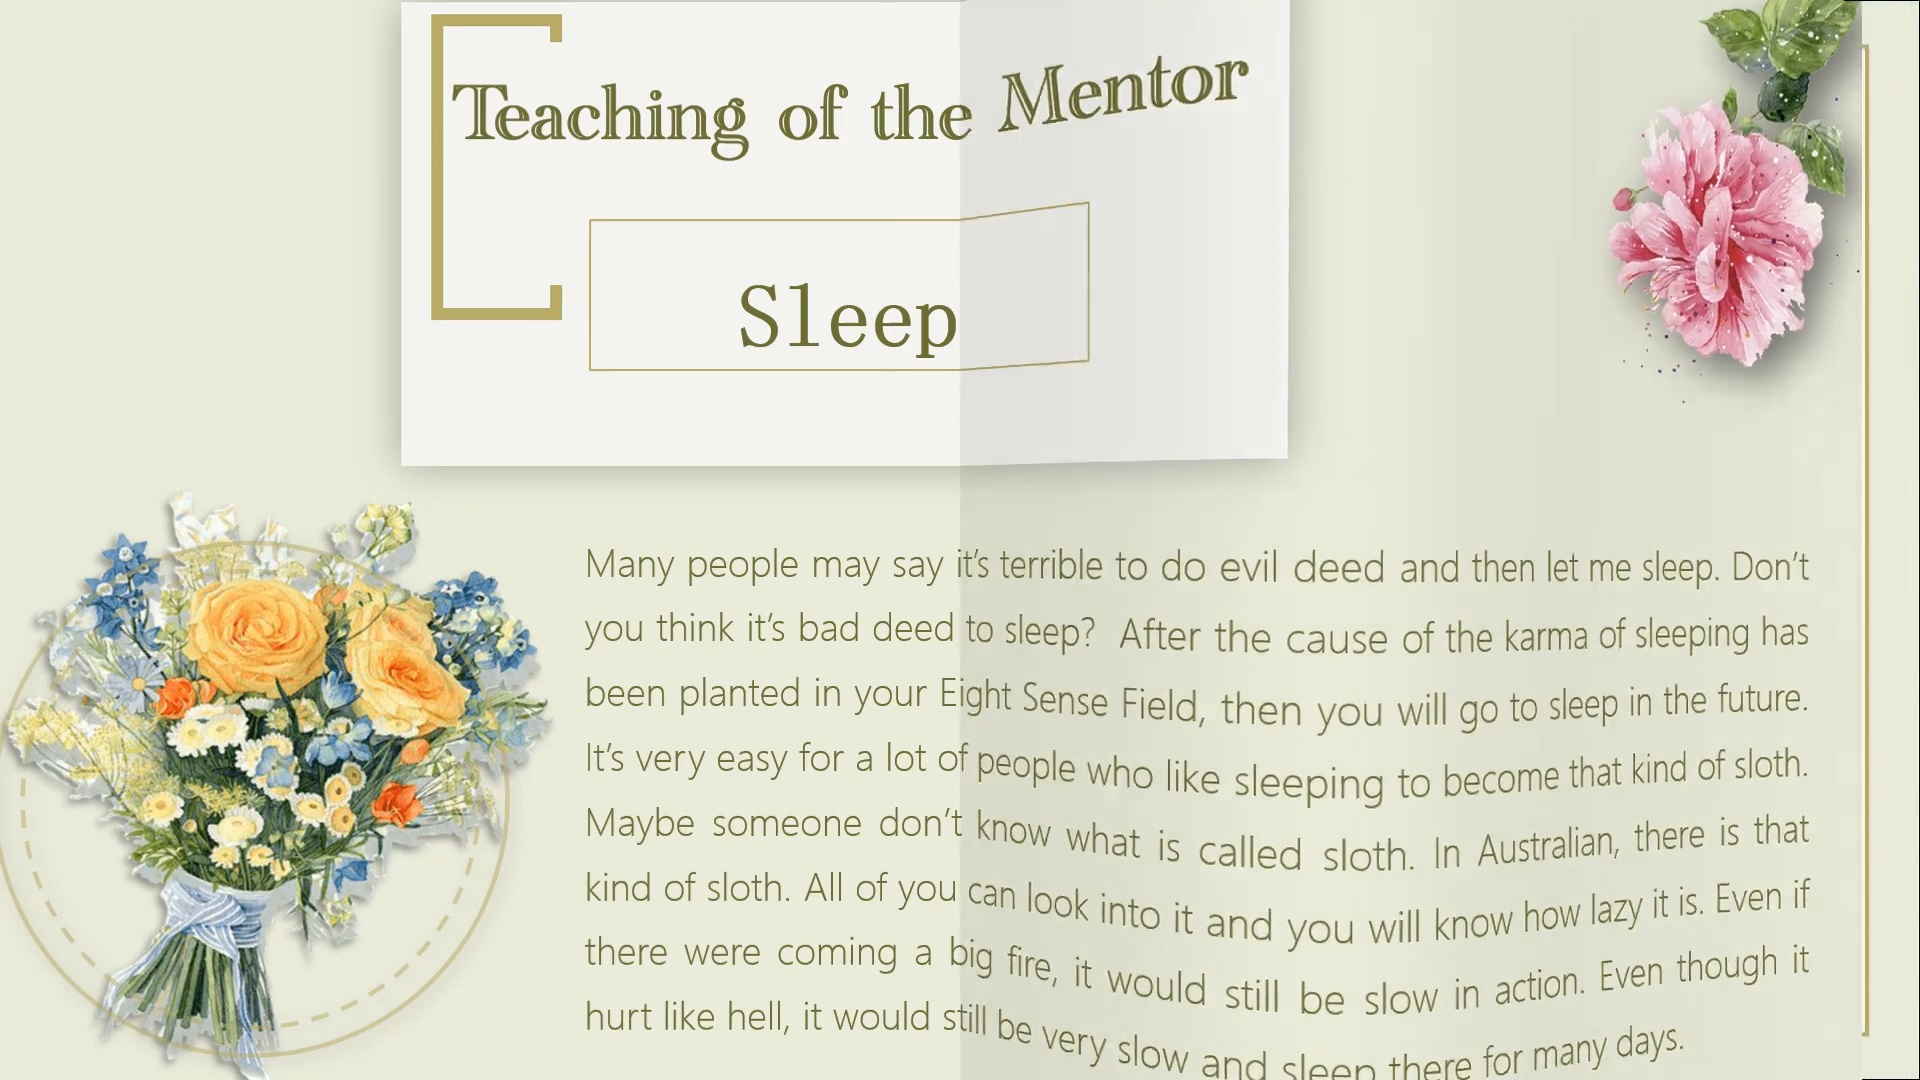 Teaching of the Mentor
Sleep
Many people may say it’s terrible to do evil deed and then let me sleep. Don’t
you think it’s bad deed to sleep? After the cause of the karma of sleeping has
been planted in your Eight Sense Field, then you will go to sleep in the future.
It’s very easy for a lot of people who like sleeping to become that kind of sloth.
Maybe someone don’t know what is called sloth. In Australian, there is that
kind of sloth. All of you can look into it and you will know how lazy it is. Even if
there were coming a big fire, it would still be slow in action. Even though it
hurt like hell, it would still be very slow and sleep there for many days.